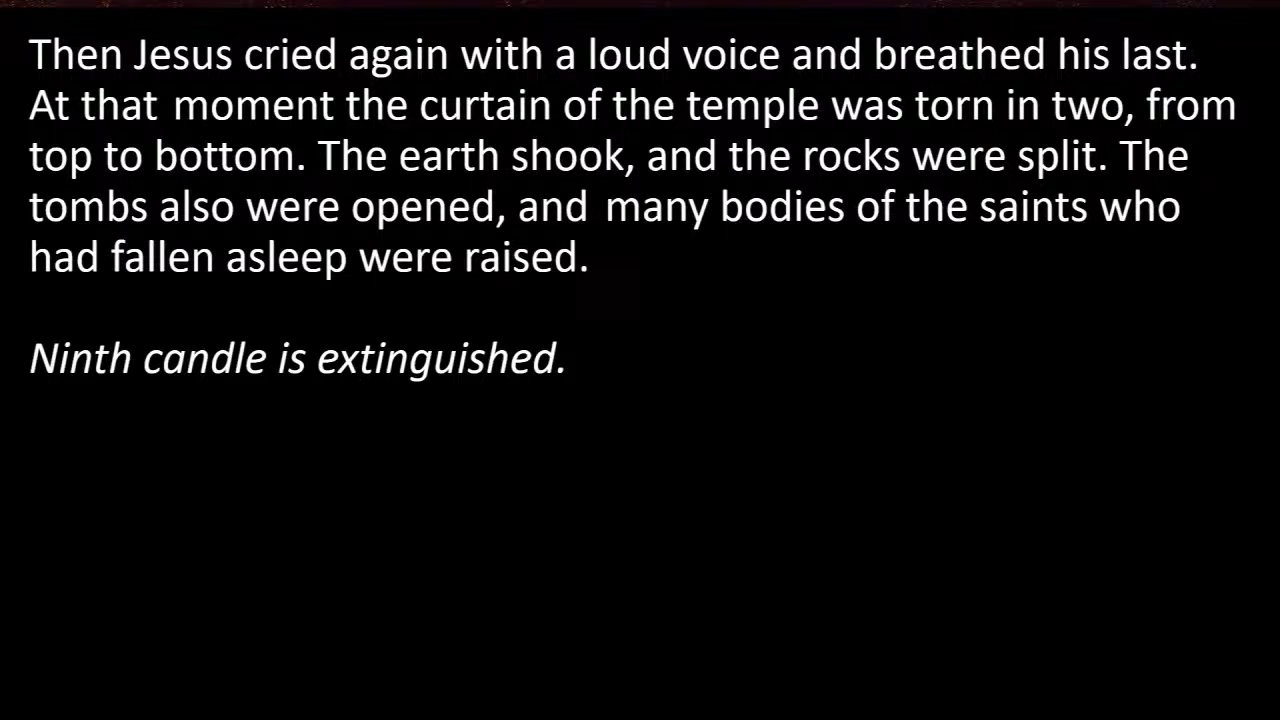 Then Jesus cried again with a loud voice and breathed his last.
At that moment the curtain of the temple was torn in two, from
top to bottom. The earth shook, and the rocks were split. The
tombs also were opened, and many bodies of the saints who
had fallen asleep were raised.
Ninth candle is extinguished.